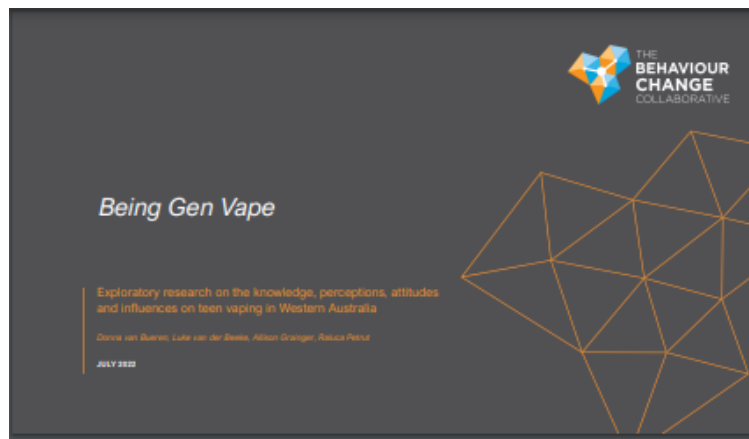 THE
BEHAVIOUR
CHANGE
COLLABORATIVE
Being Gen Vape
Exploratory research on the knowledge, perceptions, attitudes
and influences on teen vaping in Western Australia
Donna van Bueren, Luke van der Beeke, Allison Grainger, Raluca Petrut
JULY 2022